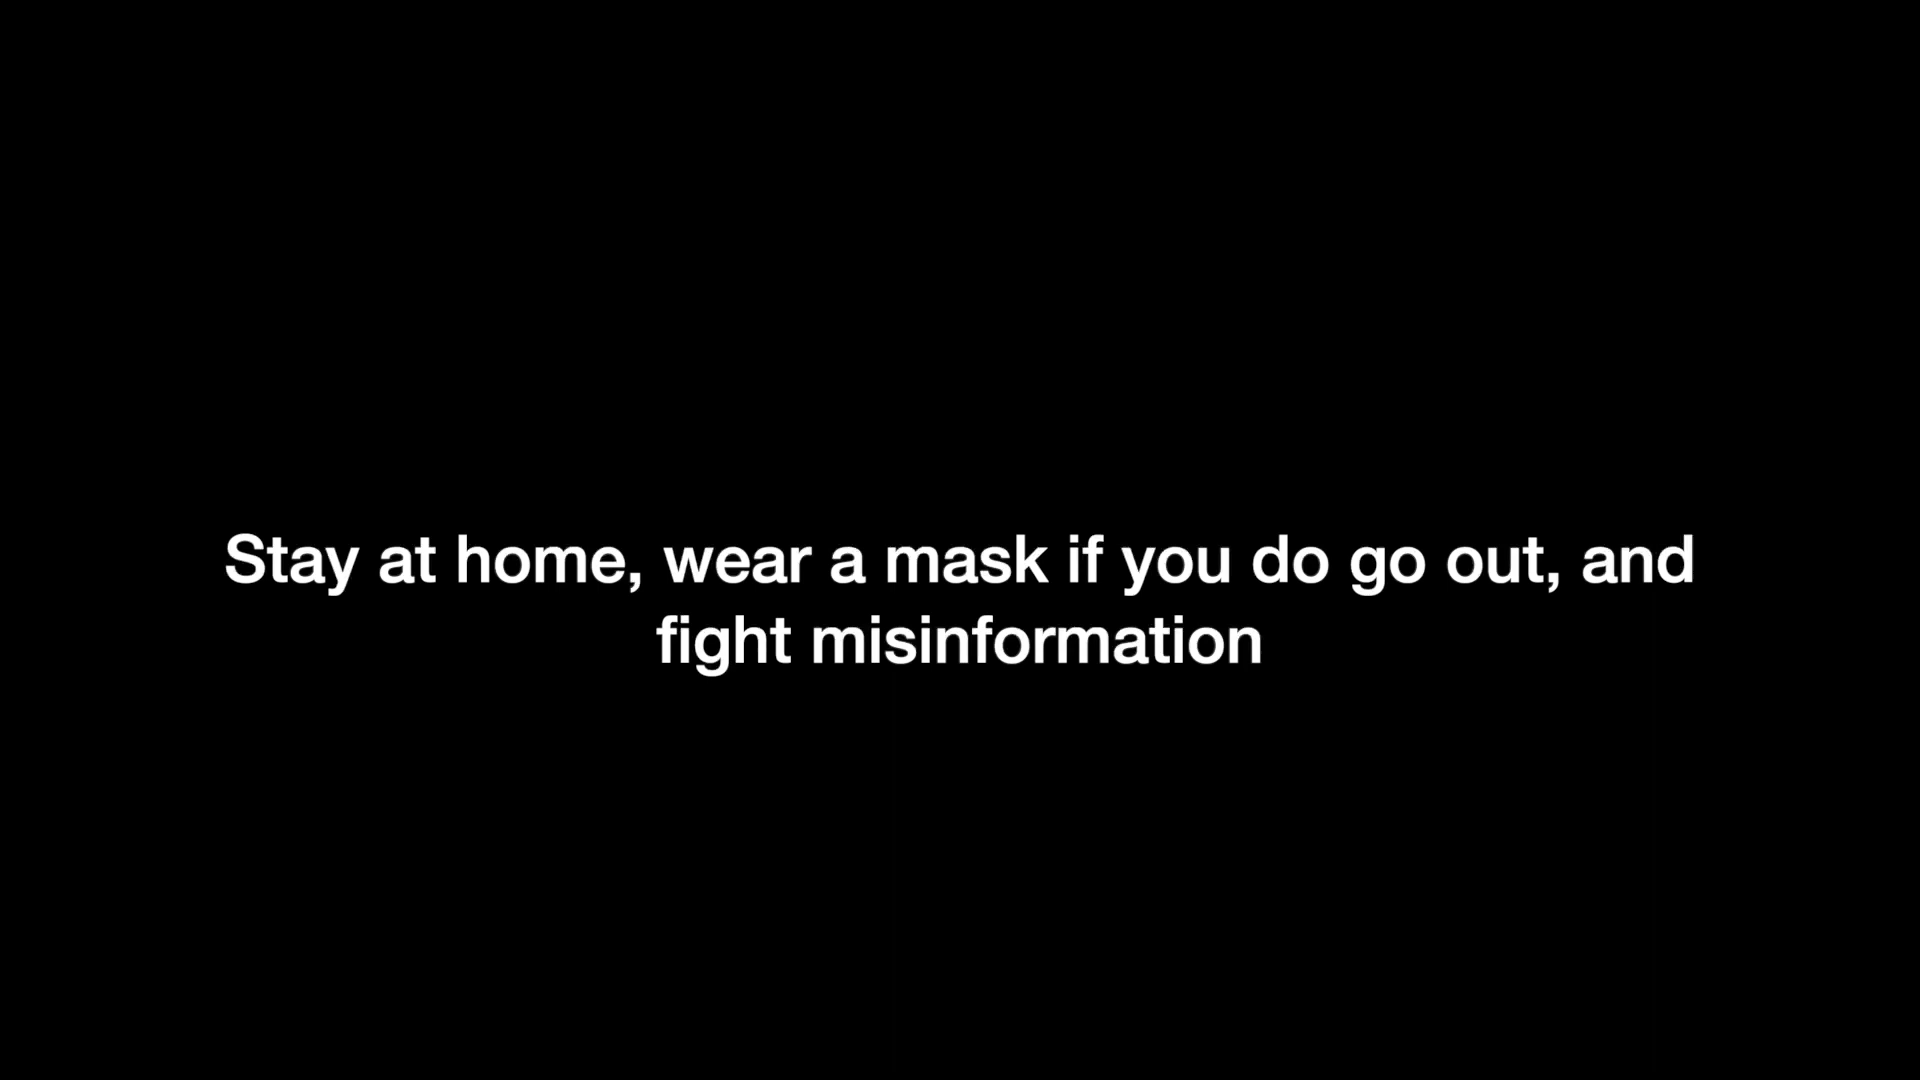 Stay at home, wear a mask if you do go out, and
fight misinformation